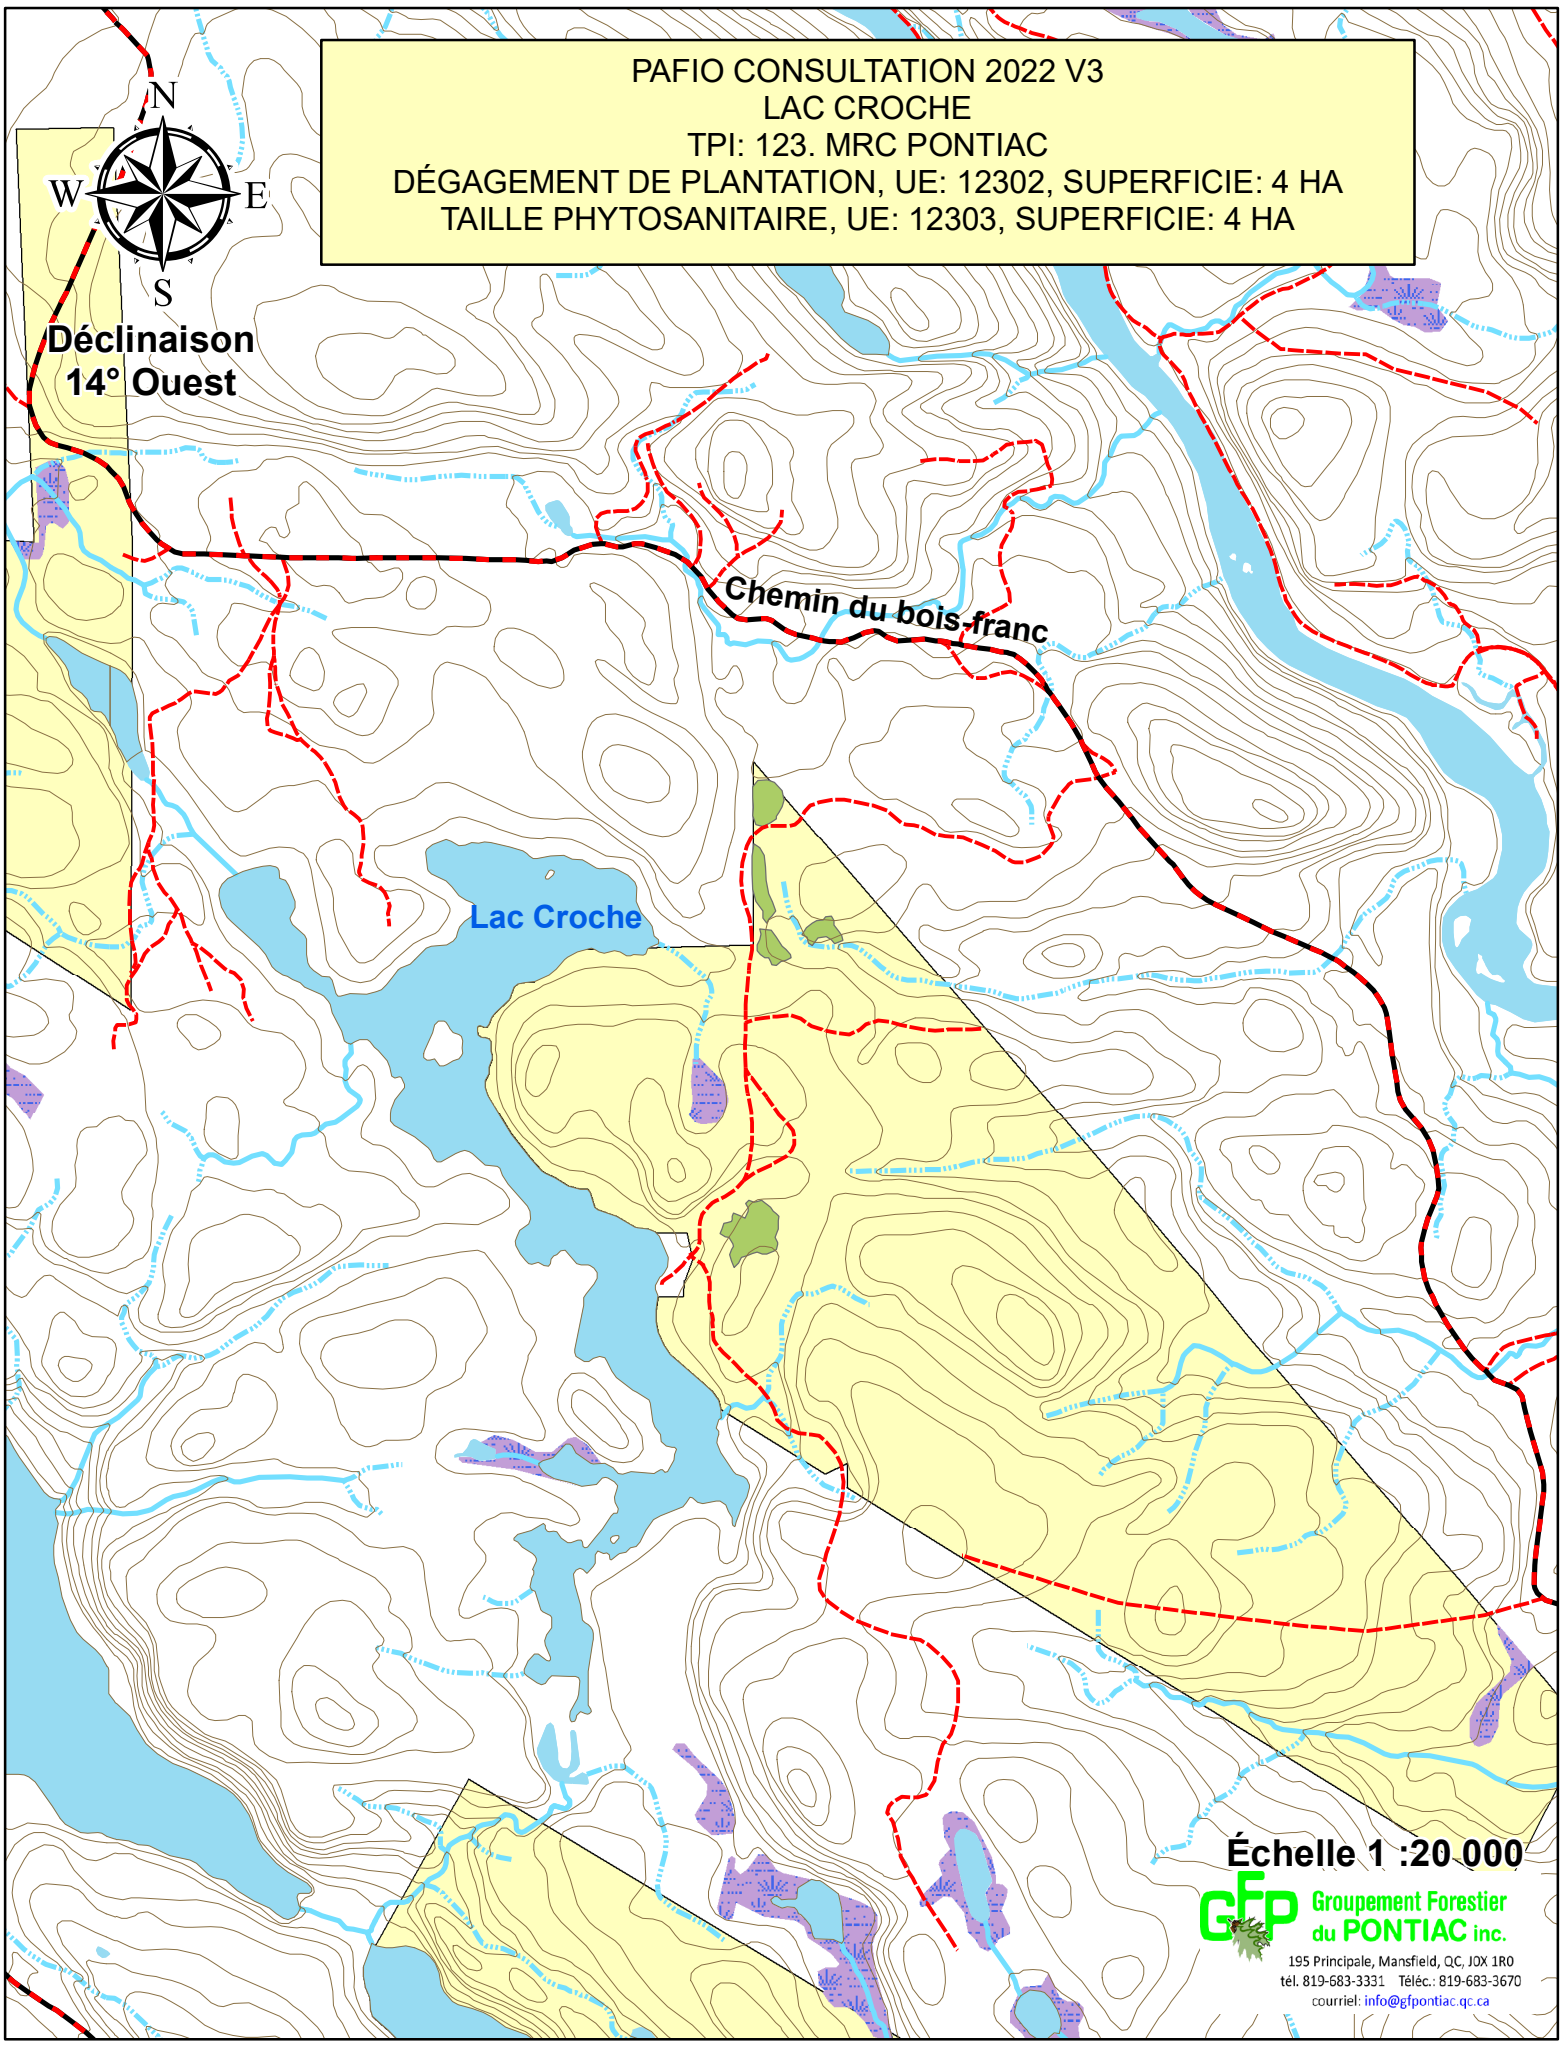 PAFIO CONSULTATION 2022 V3
LAC CROCHE
TPI: 123. MRC PONTIAC
DÉGAGEMENT DE PLANTATION, UE: 12302, SUPERFICIE: 4 HA
TAILLE PHYTOSANITAIRE, UE: 12303, SUPERFICIE: 4 HA
N
W
E
S
Déclinaison
14° Ouest
Chemin du bois-franc
Lac Croche
Échelle 1 :20 000
GFP
Groupement Forestier
du PONTIAC inc.
195 Principale, Mansfield, QC, J0X 1R0
tél. 819-683-3331 Téléc.: 819-683-3670
courriel: info@gfpontiac.qc.ca